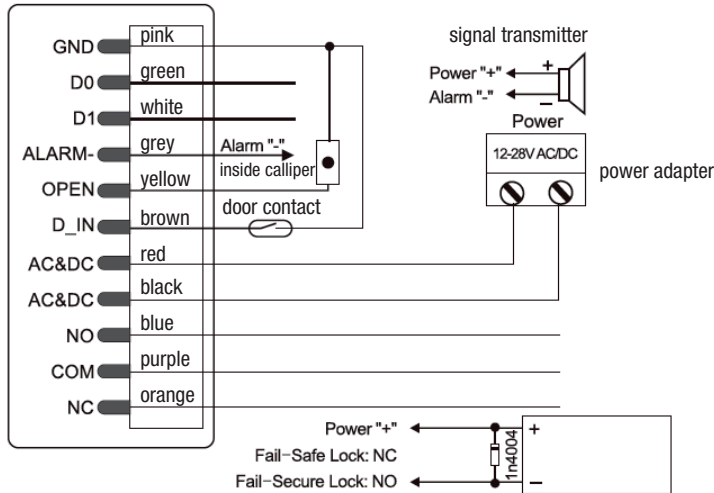 GND pink
D0 green
D1 white
ALARM- grey
OPEN yellow
D_IN brown
AC&DC red
AC&DC black
NO blue
COM purple
NC orange
Alarm "-"
inside calliper
door contact
signal transmitter
Power "+"
Alarm "-"
+
−
Power
12-28V AC/DC
power adapter
Power "+"
Fail-Safe Lock: NC
Fail-Secure Lock: NO
1n4004
+
−